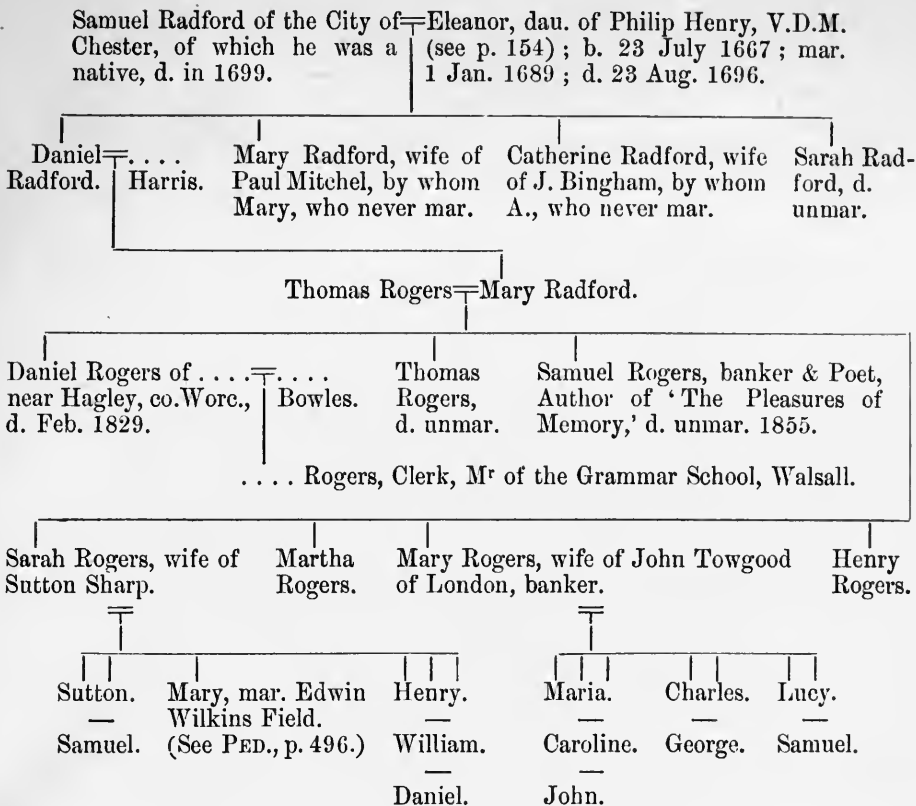 Samuel Radford of the City of
Chester, of which he was a
native, d. in 1699.
Eleanor, dau. of Philip Henry, V.D.M.
(see p. 154) ; b. 23 July 1667 ; mar.
1 Jan. 1689 ; d. 23 Aug. 1696.
Daniel
Radford.
. . . .
Harris.
Mary Radford, wife of
Paul Mitchel, by whom
Mary, who never mar.
Catherine Radford, wife
of J. Bingham, by whom
A., who never mar.
Sarah Rad-
ford, d.
unmar.
Thomas Rogers
Mary Radford.
Daniel Rogers of . . . .
near Hagley, co.Worc.,
d. Feb. 1829.
. . . .
Bowles.
Thomas
Rogers,
d. unmar.
Samuel Rogers, banker & Poet,
Author of ‘The Pleasures of
Memory,’ d. unmar. 1855.
. . . . Rogers, Clerk, Mʳ of the Grammar School, Walsall.
Sarah Rogers, wife of
Sutton Sharp.
Martha
Rogers.
Mary Rogers, wife of John Towgood
of London, banker.
Henry
Rogers.
Sutton.
—
Samuel.
Mary, mar. Edwin
Wilkins Field.
(See PED., p. 496.)
Henry.
—
William.
—
Daniel.
Maria.
—
Caroline.
—
John.
Charles.
—
George.
Lucy.
—
Samuel.